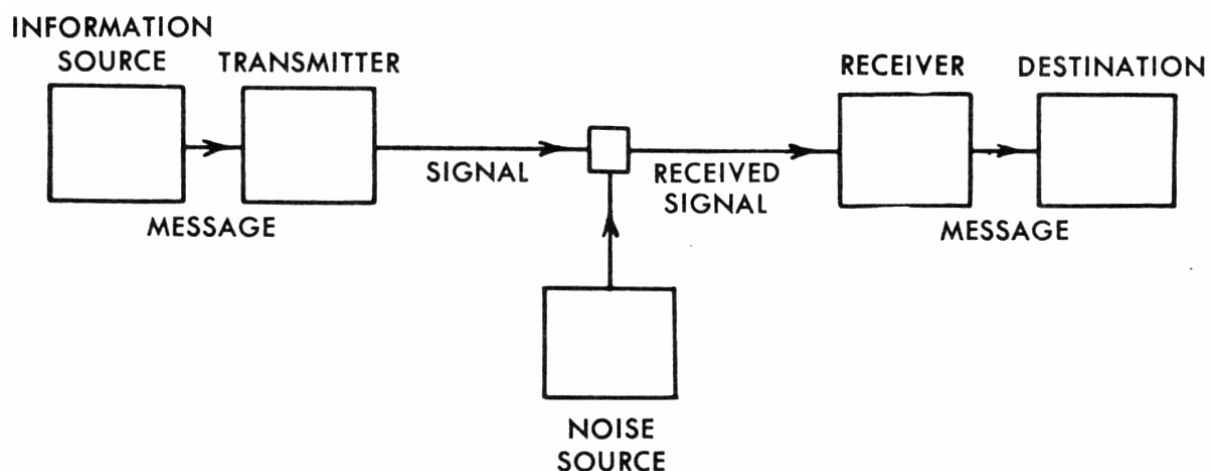 INFORMATION
SOURCE
TRANSMITTER
RECEIVER
DESTINATION
SIGNAL
RECEIVED
SIGNAL
MESSAGE
MESSAGE
NOISE
SOURCE